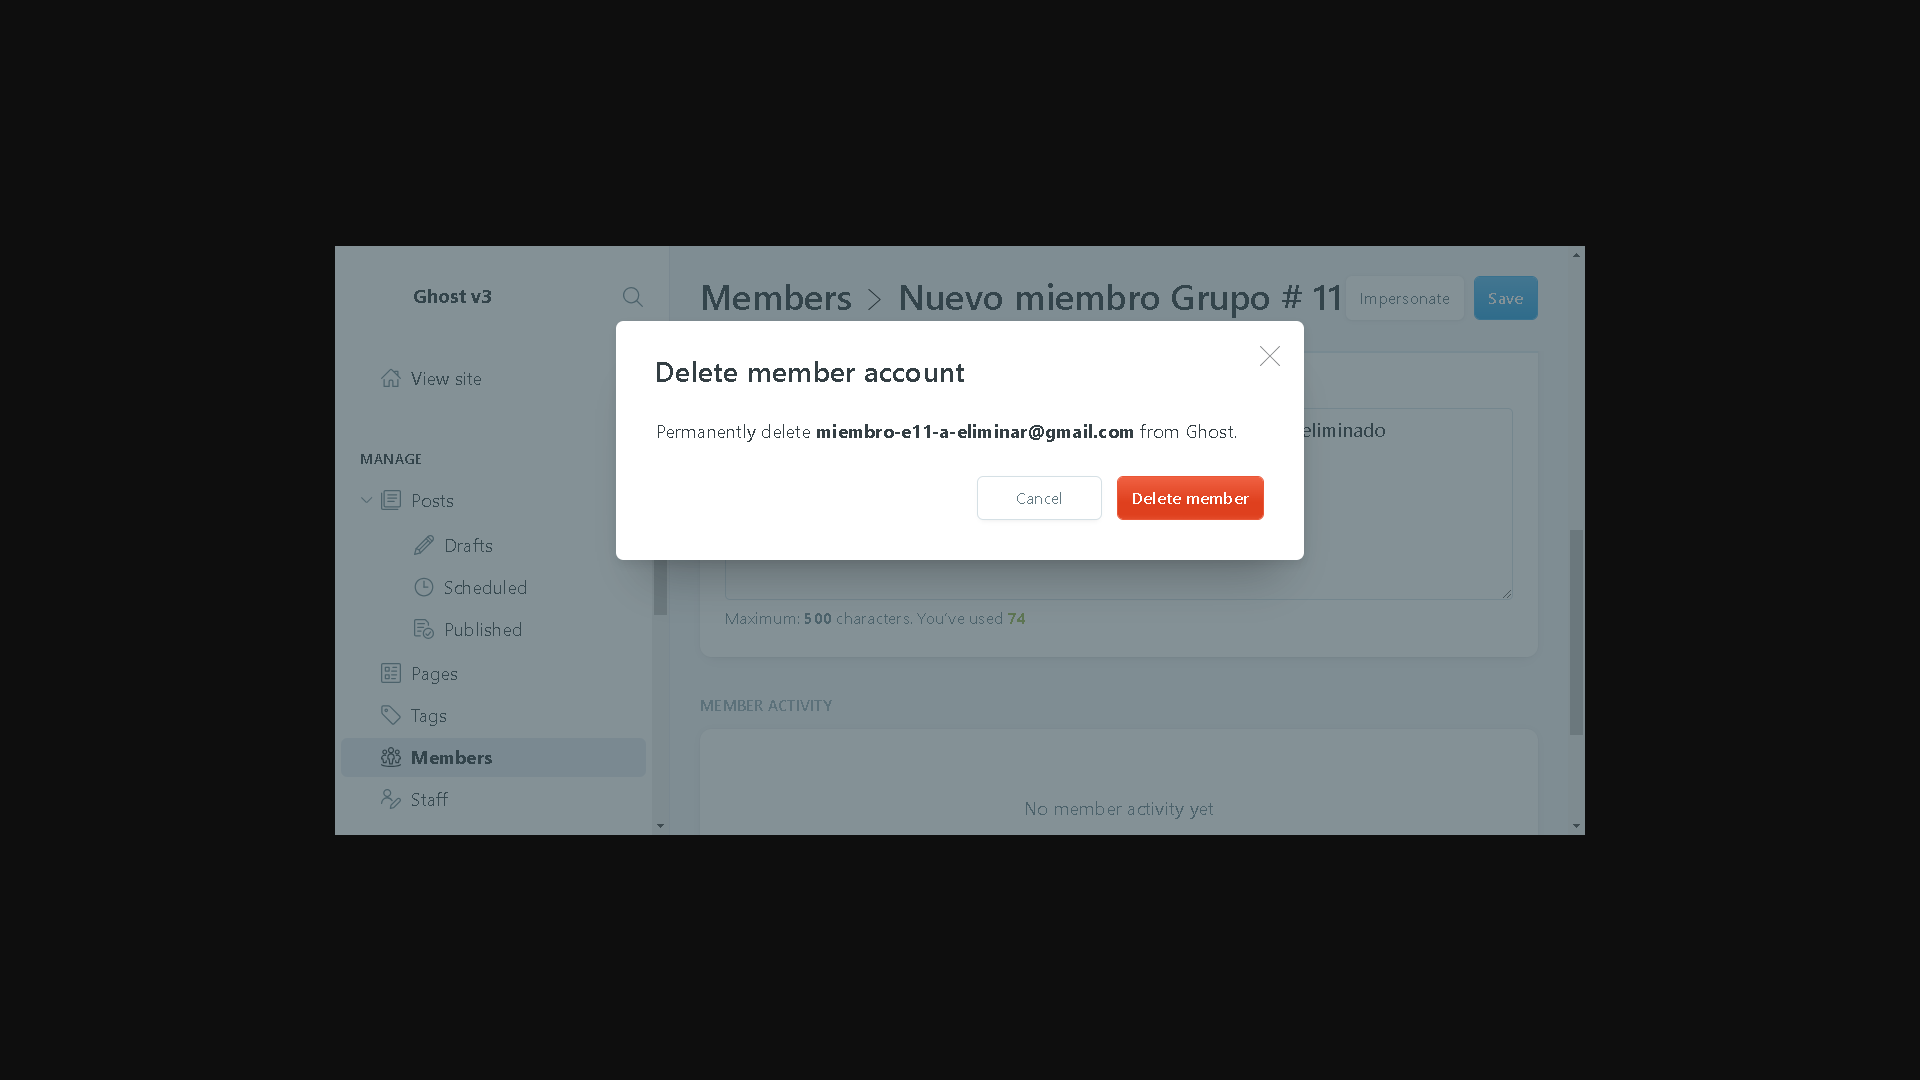 Ghost v3
View site
MANAGE
Posts
Drafts
Scheduled
Published
Pages
Tags
Members
Staff
Members > Nuevo miembro Grupo # 11
Impersonate
Save
Delete member account
Permanently delete miembro-e11-a-eliminar@gmail.com from Ghost.
Cancel
Delete member
eliminado
Maximum: 500 characters. You've used 74
MEMBER ACTIVITY
No member activity yet